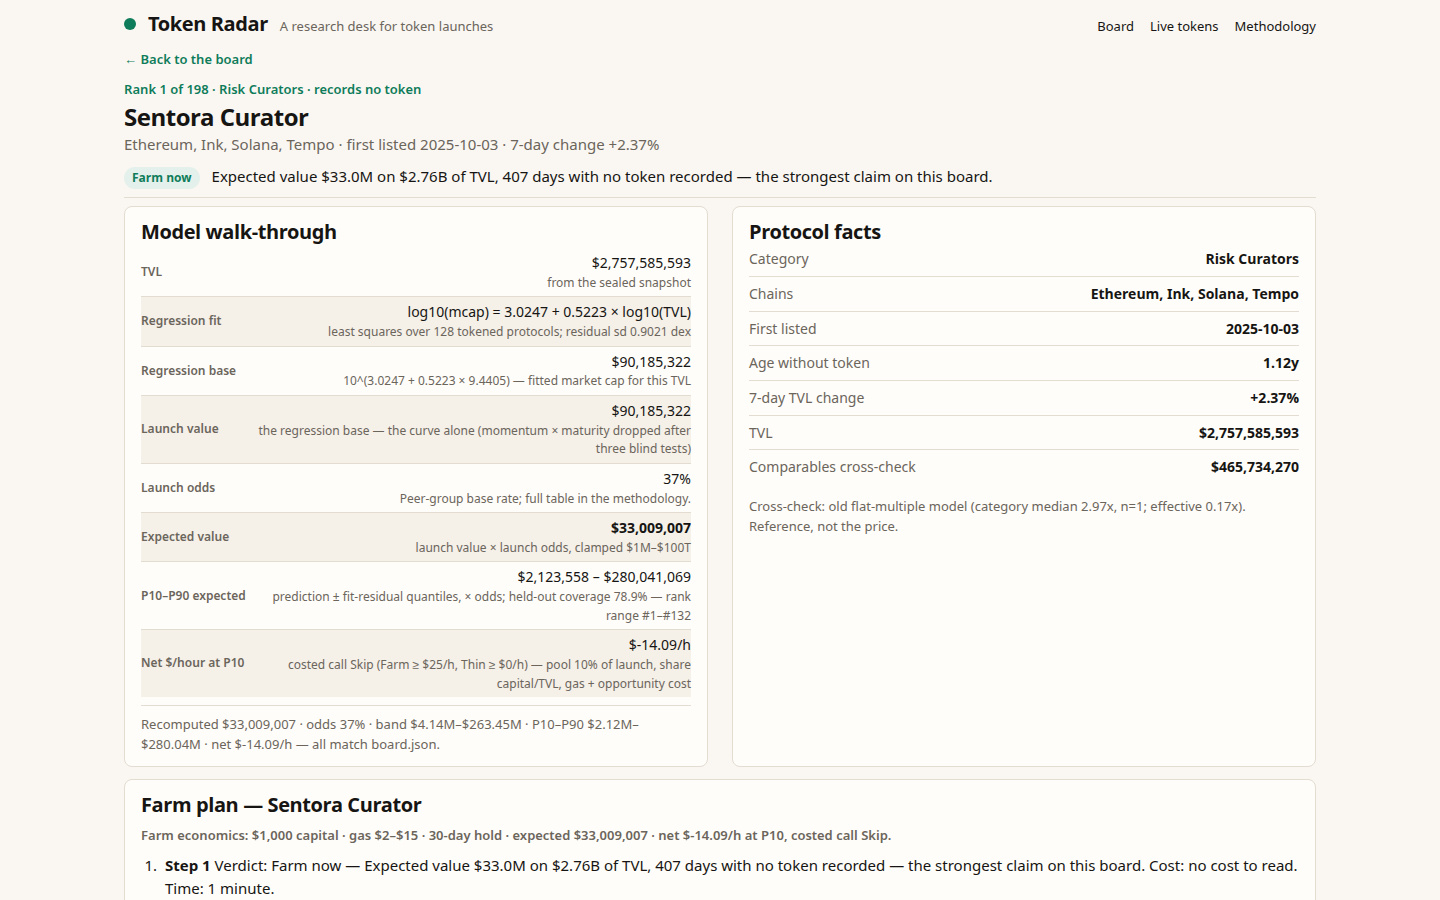 Token Radar A research desk for token launches Board Live tokens Methodology
← Back to the board
Rank 1 of 198 · Risk Curators · records no token
Sentora Curator
Ethereum, Ink, Solana, Tempo · first listed 2025-10-03 · 7-day change +2.37%
Farm now Expected value $33.0M on $2.76B of TVL, 407 days with no token recorded — the strongest claim on this board.
Model walk-through
TVL $2,757,585,593
from the sealed snapshot
Regression fit log10(mcap) = 3.0247 + 0.5223 × log10(TVL)
least squares over 128 tokened protocols; residual sd 0.9021 dex
Regression base $90,185,322
10^(3.0247 + 0.5223 × 9.4405) — fitted market cap for this TVL
Launch value $90,185,322
the regression base — the curve alone (momentum × maturity dropped after
three blind tests)
Launch odds 37%
Peer-group base rate; full table in the methodology.
Expected value $33,009,007
launch value × launch odds, clamped $1M–$100T
P10–P90 expected $2,123,558 – $280,041,069
prediction ± fit-residual quantiles, × odds; held-out coverage 78.9% — rank
range #1–#132
Net $/hour at P10 $-14.09/h
costed call Skip (Farm ≥ $25/h, Thin ≥ $0/h) — pool 10% of launch, share
capital/TVL, gas + opportunity cost
Recomputed $33,009,007 · odds 37% · band $4.14M–$263.45M · P10–P90 $2.12M–
$280.04M · net $-14.09/h — all match board.json.
Protocol facts
Category Risk Curators
Chains Ethereum, Ink, Solana, Tempo
First listed 2025-10-03
Age without token 1.12y
7-day TVL change +2.37%
TVL $2,757,585,593
Comparables cross-check $465,734,270
Cross-check: old flat-multiple model (category median 2.97x, n=1; effective 0.17x).
Reference, not the price.
Farm plan — Sentora Curator
Farm economics: $1,000 capital · gas $2–$15 · 30-day hold · expected $33,009,007 · net $-14.09/h at P10, costed call Skip.
1. Step 1 Verdict: Farm now — Expected value $33.0M on $2.76B of TVL, 407 days with no token recorded — the strongest claim on this board. Cost: no cost to read.
Time: 1 minute.